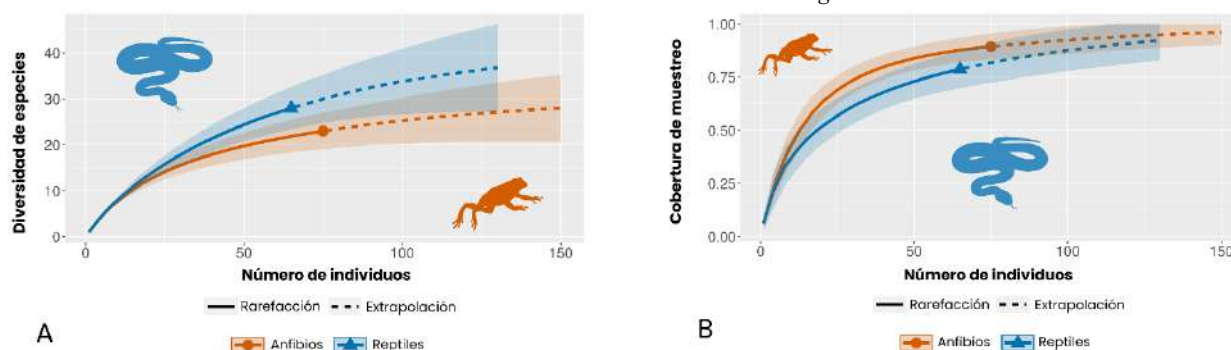 Diversidad de especies
40
30
20
10
0
0
50
100
150
Número de individuos
Rarefacción
Extrapolación
A
Anfibios
Reptiles
Cobertura de muestreo
1.00
0.75
0.50
0.25
0.00
0
50
100
150
Número de individuos
Rarefacción
Extrapolación
B
Anfibios
Reptiles